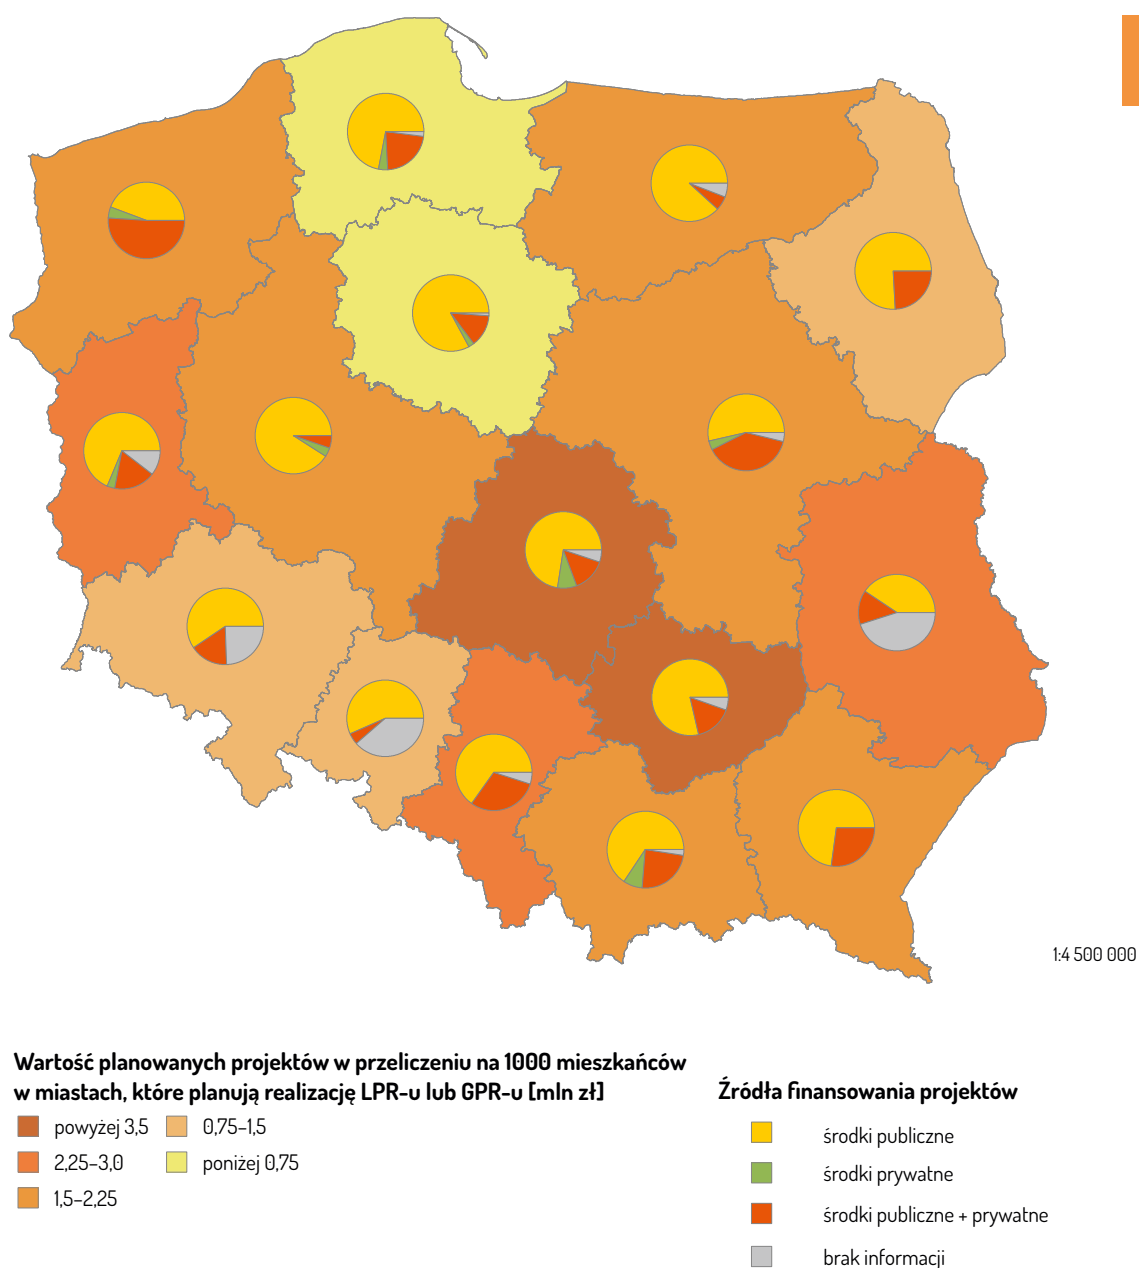 1:4 500 000
Wartość planowanych projektów w przeliczeniu na 1000 mieszkańców
w miastach, które planują realizację LPR-u lub GPR-u [mln zł]
powyżej 3,5
2,25–3,0
1,5–2,25
0,75–1,5
poniżej 0,75
Źródła finansowania projektów
środki publiczne
środki prywatne
środki publiczne + prywatne
brak informacji